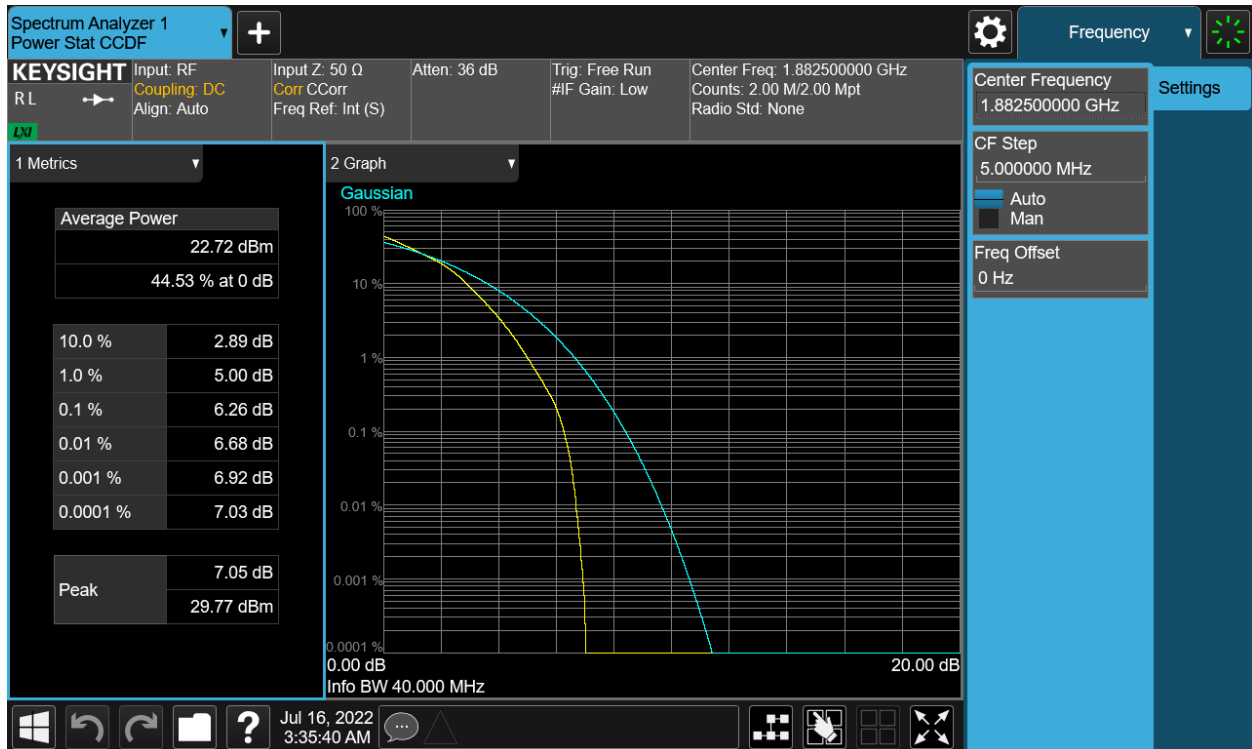 Spectrum Analyzer 1
Power Stat CCDF
+
Frequency
KEYSIGHT
RL
LXI
Input: RF
Coupling: DC
Align: Auto
Input Z: 50 Ω
Corr CCorr
Freq Ref: Int (S)
Atten: 36 dB
Trig: Free Run
#IF Gain: Low
Center Freq: 1.882500000 GHz
Counts: 2.00 M/2.00 Mpt
Radio Std: None
Center Frequency
1.882500000 GHz
Settings
CF Step
5.000000 MHz
Auto
Man
Freq Offset
0 Hz
1 Metrics
Average Power
22.72 dBm
44.53 % at 0 dB
10.0 % 2.89 dB
1.0 % 5.00 dB
0.1 % 6.26 dB
0.01 % 6.68 dB
0.001 % 6.92 dB
0.0001 % 7.03 dB
Peak
7.05 dB
29.77 dBm
2 Graph
Gaussian
100 %
10 %
1 %
0.1 %
0.01 %
0.001 %
0.0001 %
0.00 dB 20.00 dB
Info BW 40.000 MHz
?
Jul 16, 2022
3:35:40 AM